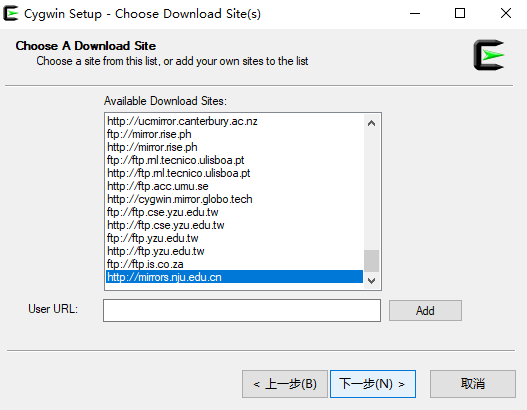 Cygwin Setup - Choose Download Site(s)
Choose A Download Site
Choose a site from this list, or add your own sites to the list
Available Download Sites:
http://ucmirror.canterbury.ac.nz
ftp://mirror.rise.ph
http://mirror.rise.ph
ftp://ftp.rnl.tecnico.ulisboa.pt
http://ftp.rnl.tecnico.ulisboa.pt
http://ftp.acc.umu.se
http://cygwin.mirror.globo.tech
ftp://ftp.cse.yzu.edu.tw
http://ftp.cse.yzu.edu.tw
ftp://ftp.yzu.edu.tw
http://ftp.yzu.edu.tw
ftp://ftp.is.co.za
http://mirrors.nju.edu.cn
User URL:
Add
< 上一步(B)
下一步(N) >
取消